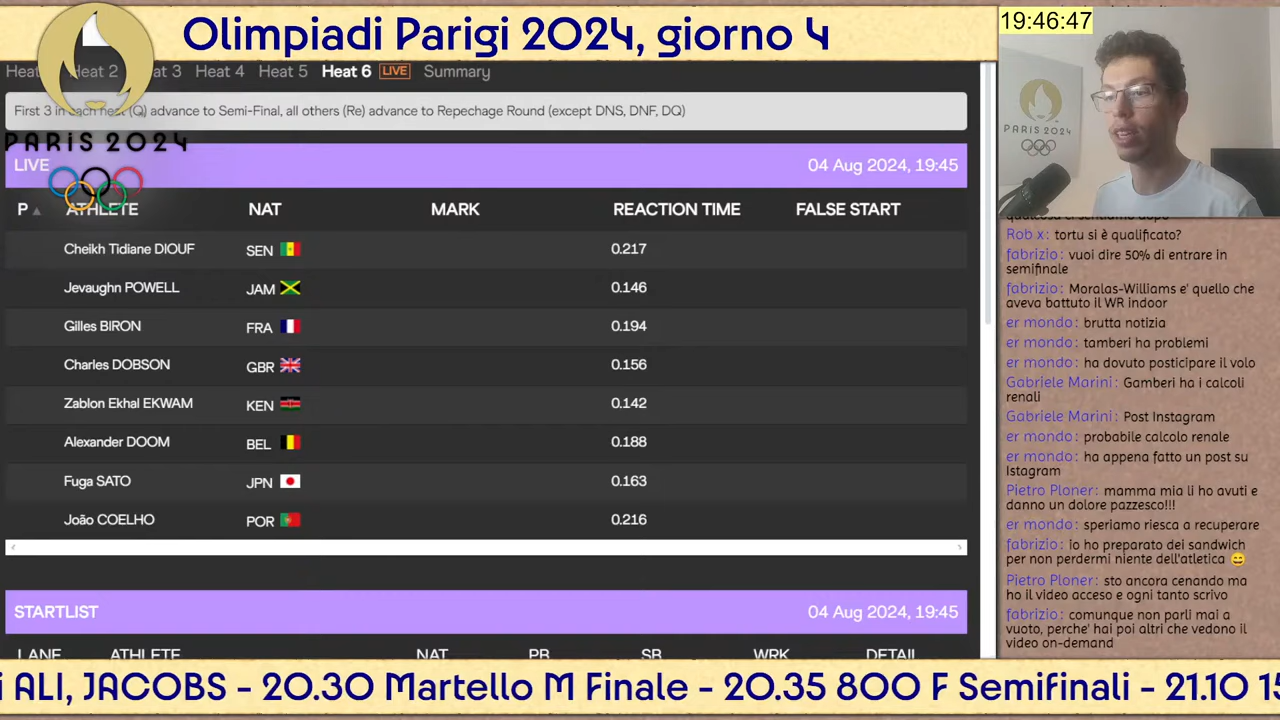 Olimpiadi Parigi 2024, giorno 4
19:46:47
Heat 2
Heat 4
Heat 5
Heat 6
LIVE
Summary
First 3 in each heat (Q) advance to Semi-Final, all others (Re) advance to Repechage Round (except DNS, DNF, DQ)
PARIS 2024
LIVE
04 Aug 2024, 19:45
P ATHLETE NAT MARK REACTION TIME FALSE START
Cheikh Tidiane DIOUF SEN 0.217
Jevaughn POWELL JAM 0.146
Gilles BIRON FRA 0.194
Charles DOBSON GBR 0.156
Zablon Ekhal EKWAM KEN 0.142
Alexander DOOM BEL 0.188
Fuga SATO JPN 0.163
João COELHO POR 0.216
STARTLIST 04 Aug 2024, 19:45
LANE ATHLETE NAT PB SB WRK DETAIL
PARIS 2024
qualcosa ci sentiamo dopo
Rob x: tortu si è qualificato?
fabrizio: vuoi dire 50% di entrare in
semifinale
fabrizio: Moralas-Williams e' quello che
aveva battuto il WR indoor
er mondo: brutta notizia
er mondo: tamberi ha problemi
er mondo: ha dovuto posticipare il volo
Gabriele Marini: Gamberi ha i calcoli
renali
Gabriele Marini: Post Instagram
er mondo: probabile calcolo renale
er mondo: ha appena fatto un post su
Istagram
Pietro Ploner: mamma mia li ho avuti e
danno un dolore pazzesco!!!
er mondo: speriamo riesca a recuperare
fabrizio: io ho preparato dei sandwich
per non perdermi niente dell'atletica 😄
Pietro Ploner: sto ancora cenando ma
ho il video acceso e ogni tanto scrivo
fabrizio: comunque non parli mai a
vuoto, perche' hai poi altri che vedono il
video on-demand
i ALI, JACOBS - 20.30 Martello M Finale - 20.35 800 F Semifinali - 21.10 15